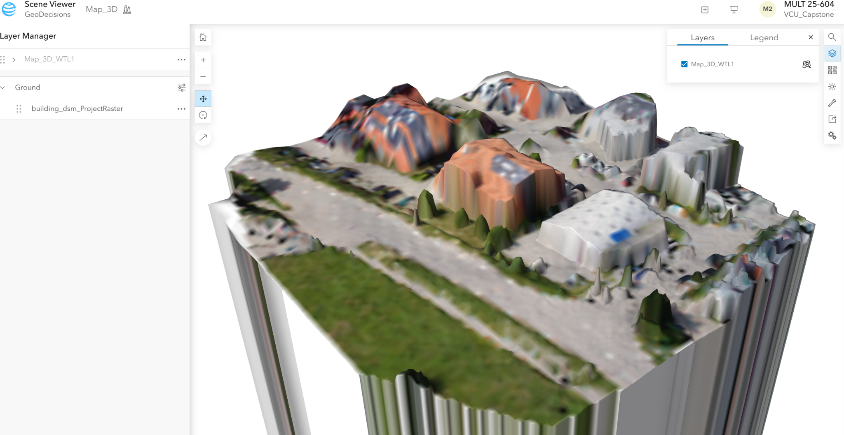 Scene Viewer
GeoDecisions
Map_3D
M2
MULT 25-604
VCU_Capstone
Layer Manager
Map_3D_WTL1
Ground
building_dsm_ProjectRaster
Layers
Legend
Map_3D_WTL1